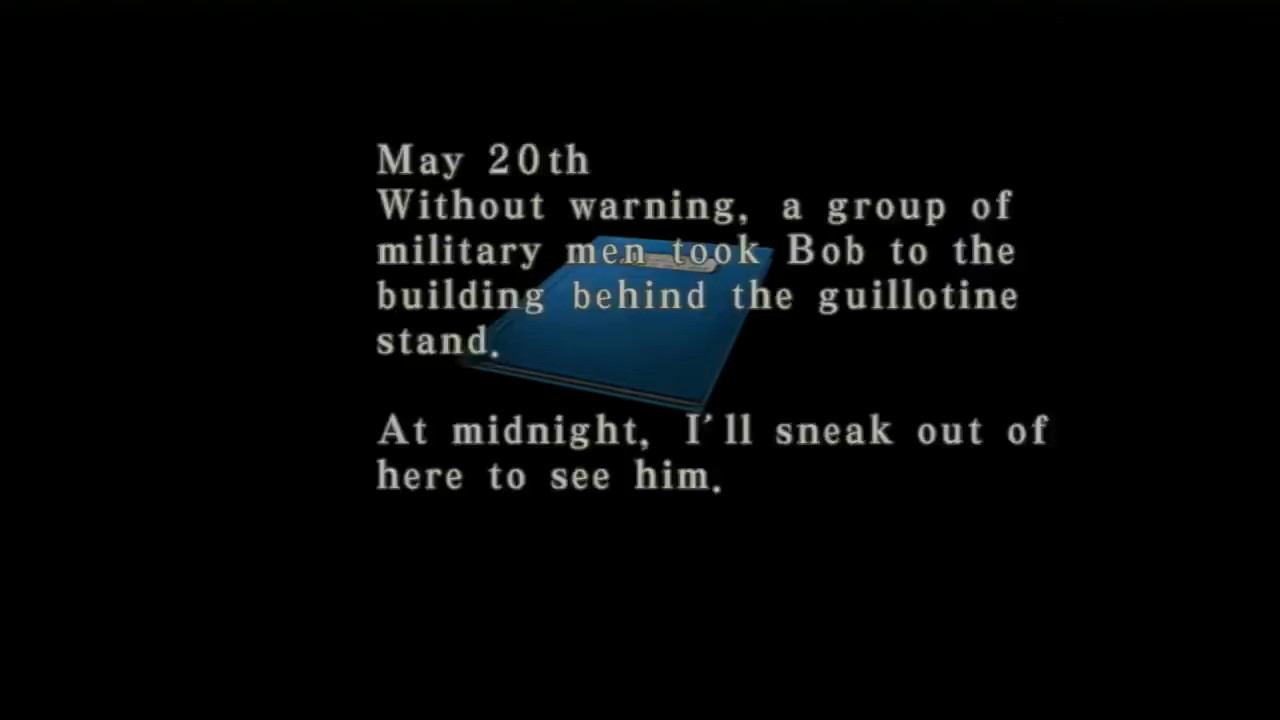 May 20th
Without warning, a group of
military men took Bob to the
building behind the guillotine
stand.
At midnight, I'll sneak out of
here to see him.